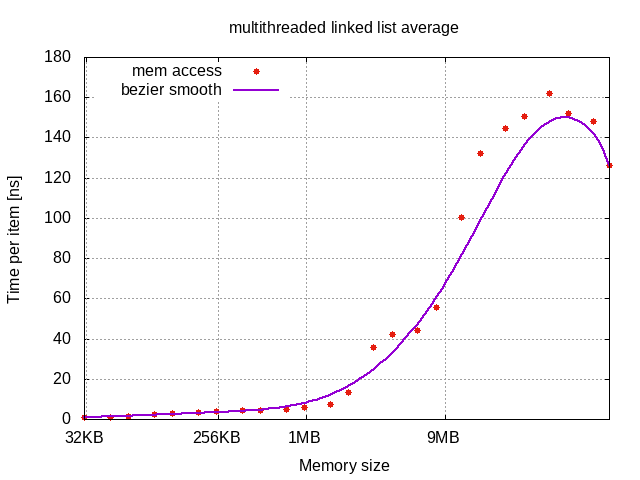 multithreaded linked list average
180
160
140
120
100
80
60
40
20
0
Time per item [ns]
mem access
bezier smooth
32KB 256KB 1MB 9MB
Memory size